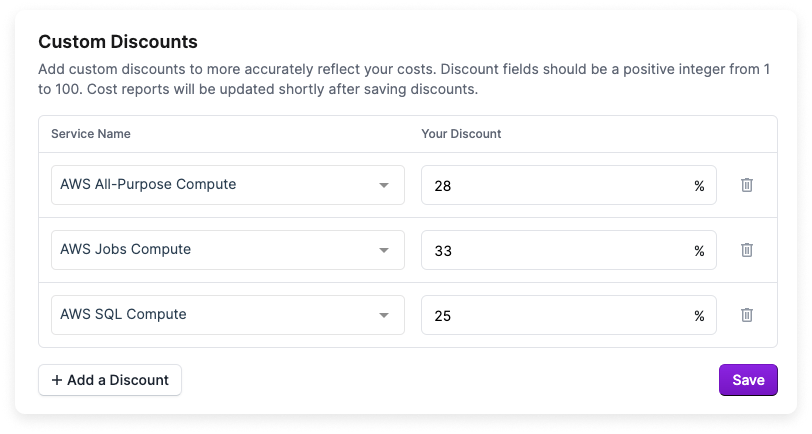 Custom Discounts
Add custom discounts to more accurately reflect your costs. Discount fields should be a positive integer from 1
to 100. Cost reports will be updated shortly after saving discounts.
Service Name Your Discount
AWS All-Purpose Compute 28 %
AWS Jobs Compute 33 %
AWS SQL Compute 25 %
+ Add a Discount Save